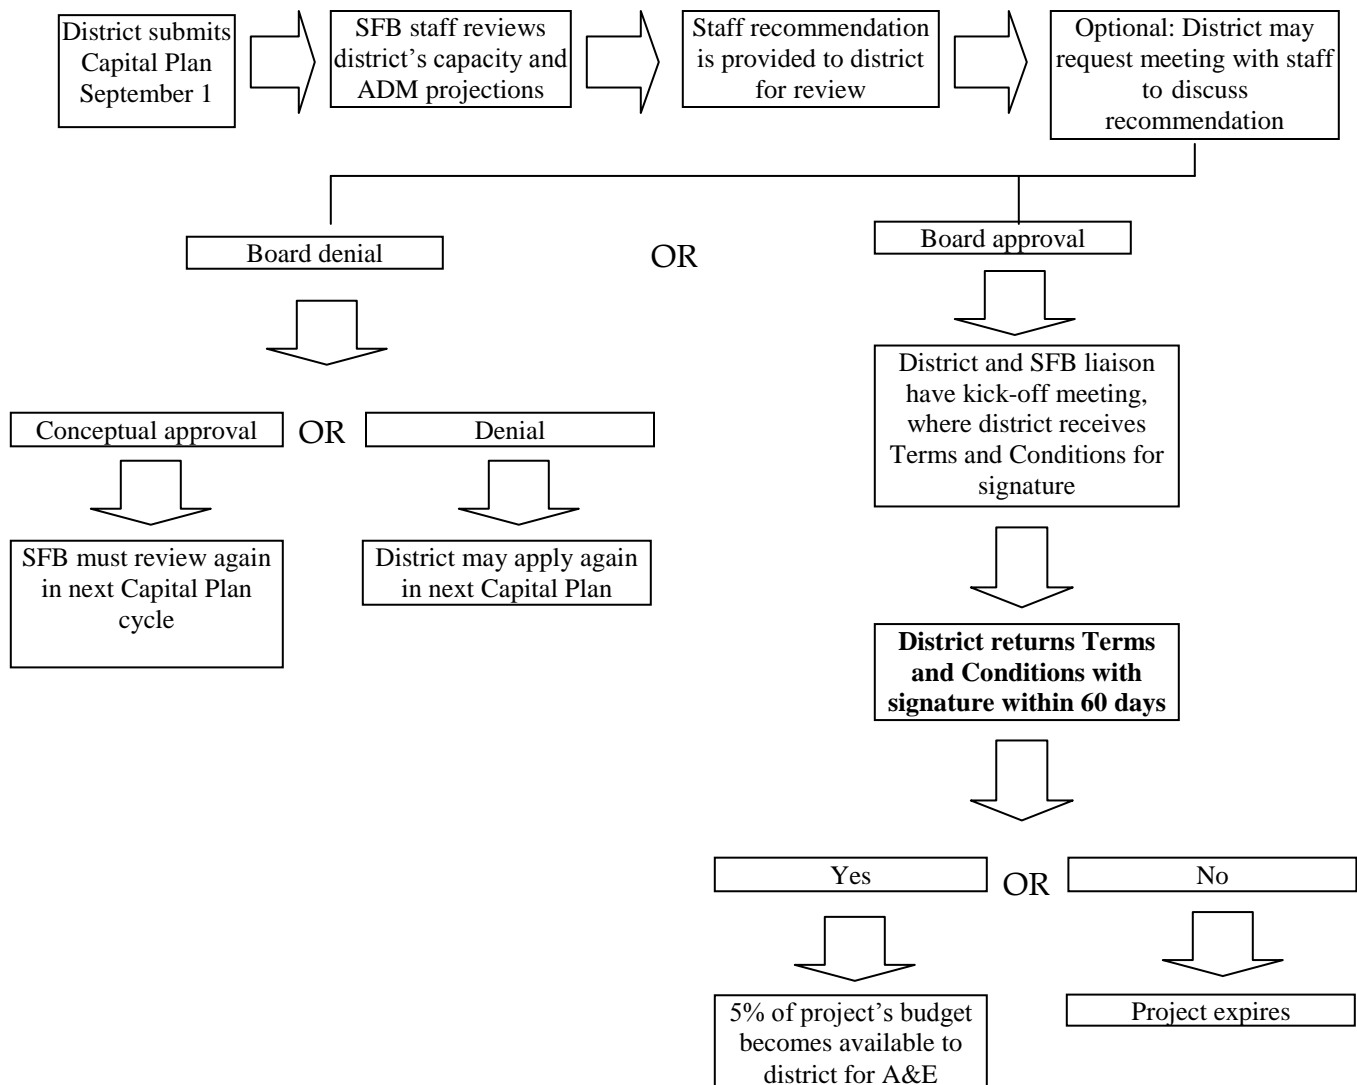 District submits
Capital Plan
September 1
SFB staff reviews
district’s capacity and
ADM projections
Staff recommendation
is provided to district
for review
Optional: District may
request meeting with staff
to discuss
recommendation
Board denial
OR
Board approval
District and SFB liaison
have kick-off meeting,
where district receives
Terms and Conditions for
signature
Conceptual approval
OR
Denial
SFB must review again
in next Capital Plan
cycle
District may apply again
in next Capital Plan
District returns Terms
and Conditions with
signature within 60 days
Yes
OR
No
5% of project’s budget
becomes available to
district for A&E
Project expires